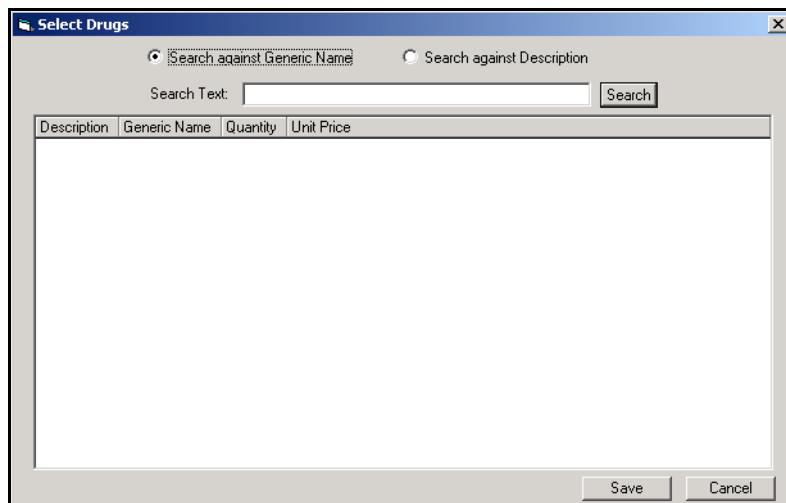 Select Drugs
Search against Generic Name Search against Description
Search Text: Search
Description Generic Name Quantity Unit Price
Save Cancel